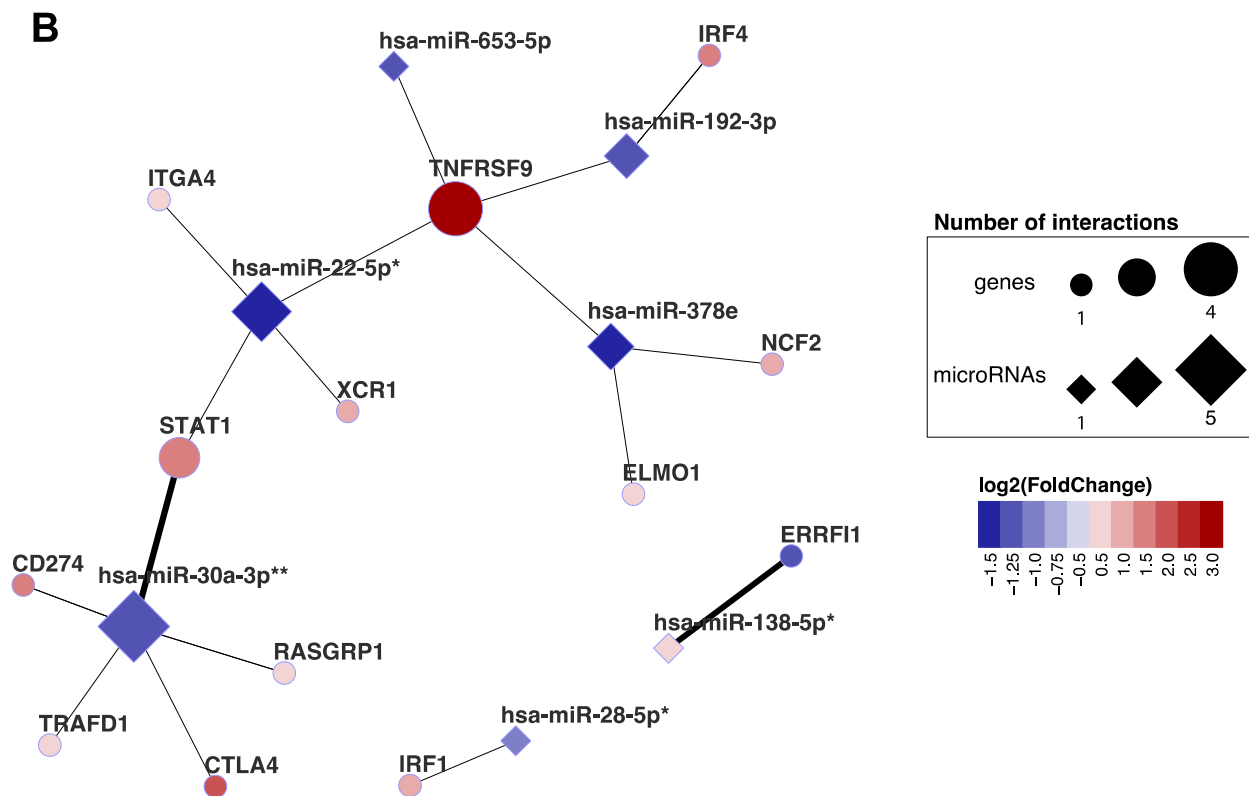 B
hsa-miR-653-5p
IRF4
hsa-miR-192-3p
TNFRSF9
ITGA4
hsa-miR-22-5p*
hsa-miR-378e
NCF2
XCR1
STAT1
ELMO1
ERRFI1
CD274
hsa-miR-30a-3p**
hsa-miR-138-5p*
RASGRP1
TRAFD1
hsa-miR-28-5p*
CTLA4
IRF1
Number of interactions
genes
1
4
microRNAs
1
5
log2(FoldChange)
−1.5
−1.25
−1.0
−0.75
−0.5
0.5
1.0
1.5
2.0
2.5
3.0